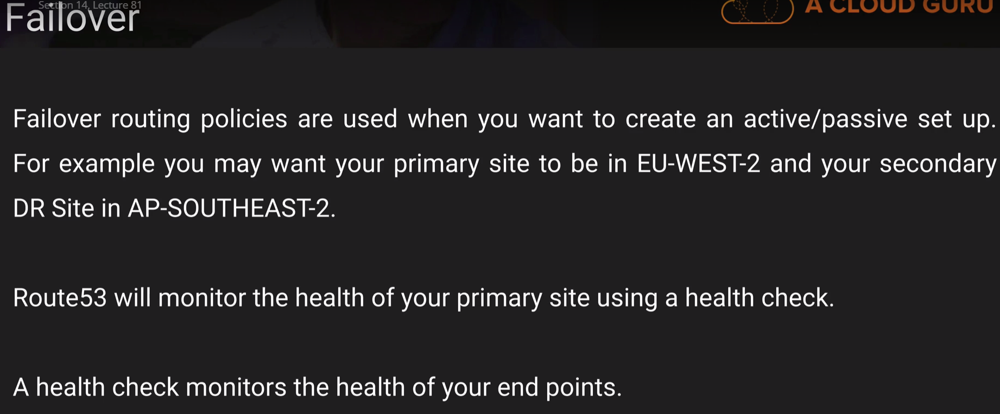 Section 14, Lecture 81
Failover
A CLOUD GURU
Failover routing policies are used when you want to create an active/passive set up.
For example you may want your primary site to be in EU-WEST-2 and your secondary
DR Site in AP-SOUTHEAST-2.
Route53 will monitor the health of your primary site using a health check.
A health check monitors the health of your end points.